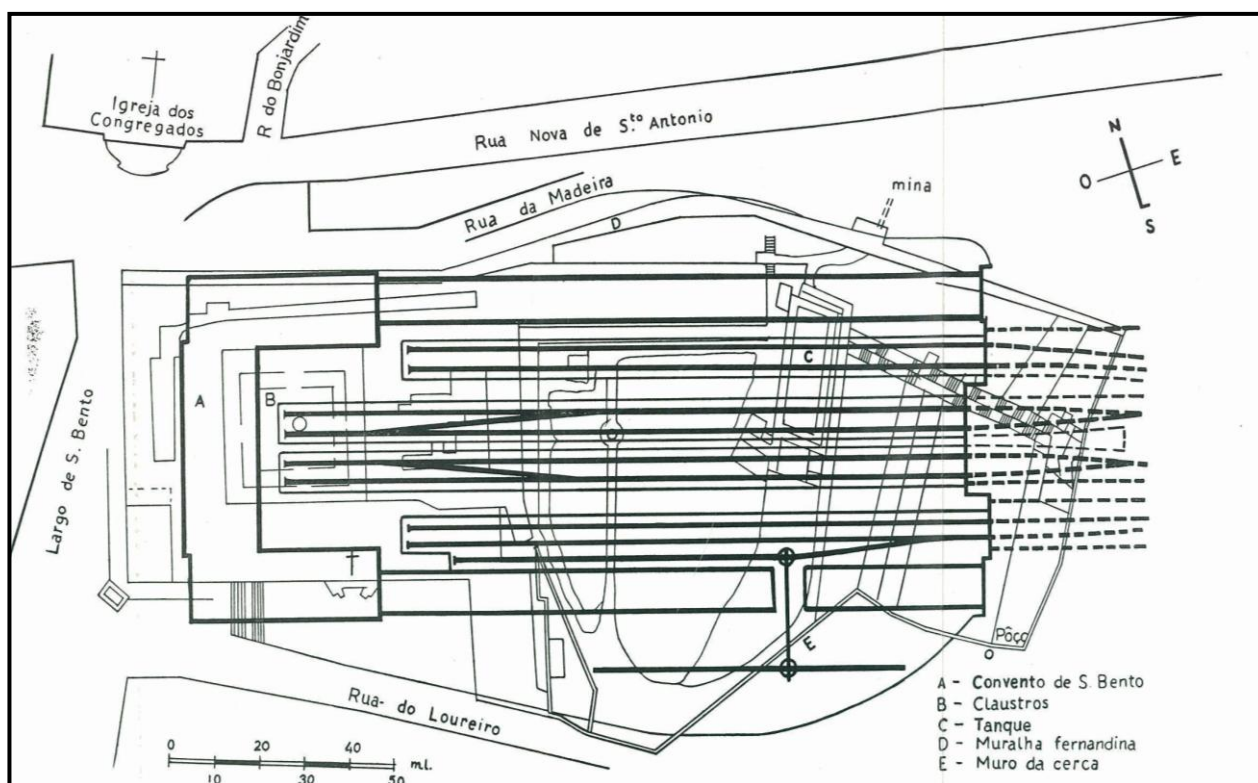 Igreja dos
Congregados
R do Bonjardim
Rua Nova de S.to Antonio
Rua da Madeira
mina
N
O
E
S
D
C
A
B
Largo de S. Bento
E
Pôço
Rua- do Loureiro
0 20 40 ml.
10 30 50
A - Convento de S. Bento
B - Claustros
C - Tanque
D - Muralha fernandina
E - Muro da cerca